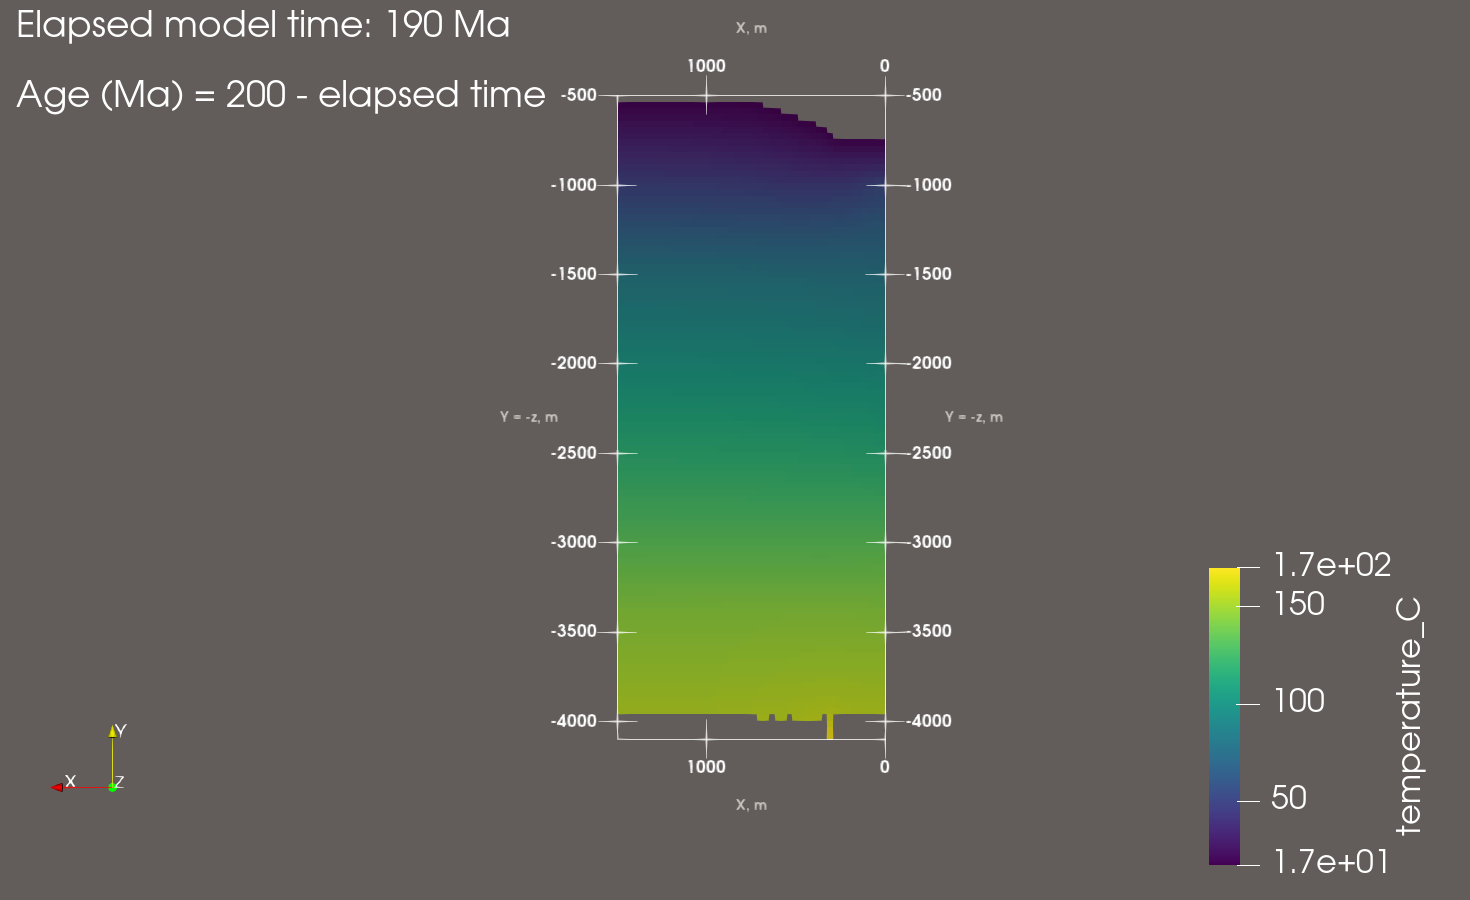 Elapsed model time: 190 Ma
Age (Ma) = 200 - elapsed time
X, m
1000 0
-500 -500
-1000 -1000
-1500 -1500
-2000 -2000
Y = -z, m Y = -z, m
-2500 -2500
-3000 -3000
-3500 -3500
-4000 -4000
1000 0
X, m
1.7e+02
150
100
50
1.7e+01
temperature_C
Y
X Z